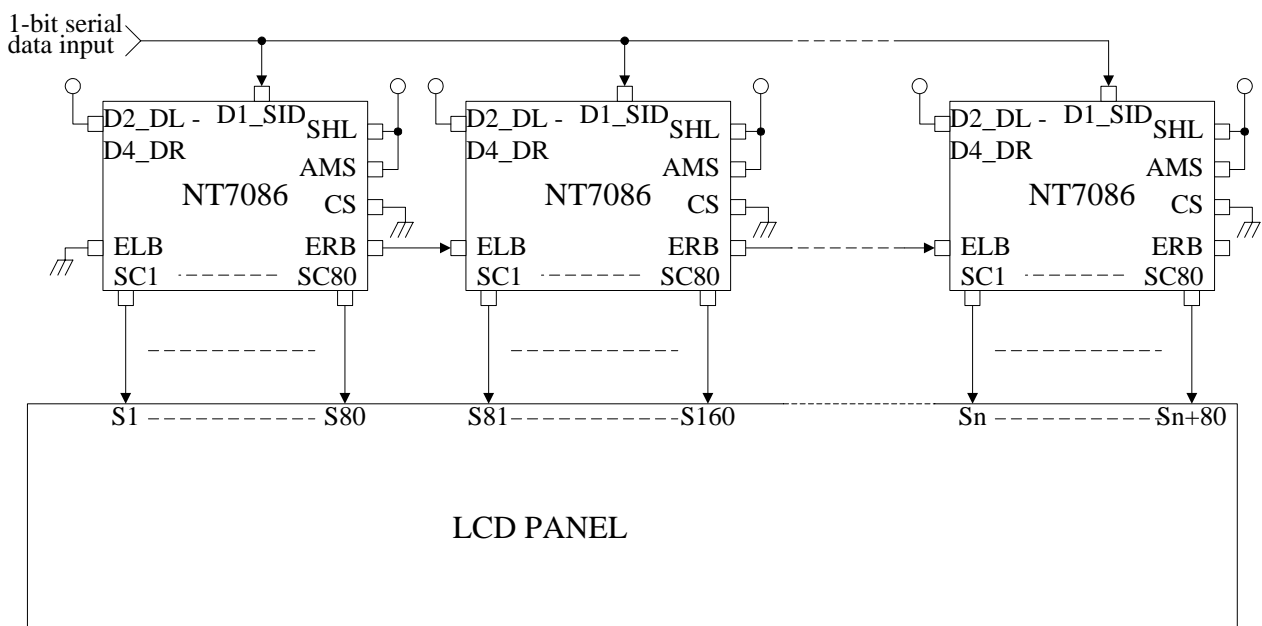 1-bit serial
data input
D2_DL - D1_SID SHL
D4_DR AMS
NT7086 CS
ELB ERB
SC1 SC80
D2_DL - D1_SID SHL
D4_DR AMS
NT7086 CS
ELB ERB
SC1 SC80
D2_DL - D1_SID SHL
D4_DR AMS
NT7086 CS
ELB ERB
SC1 SC80
S1 S80 S81 S160 Sn Sn+80
LCD PANEL